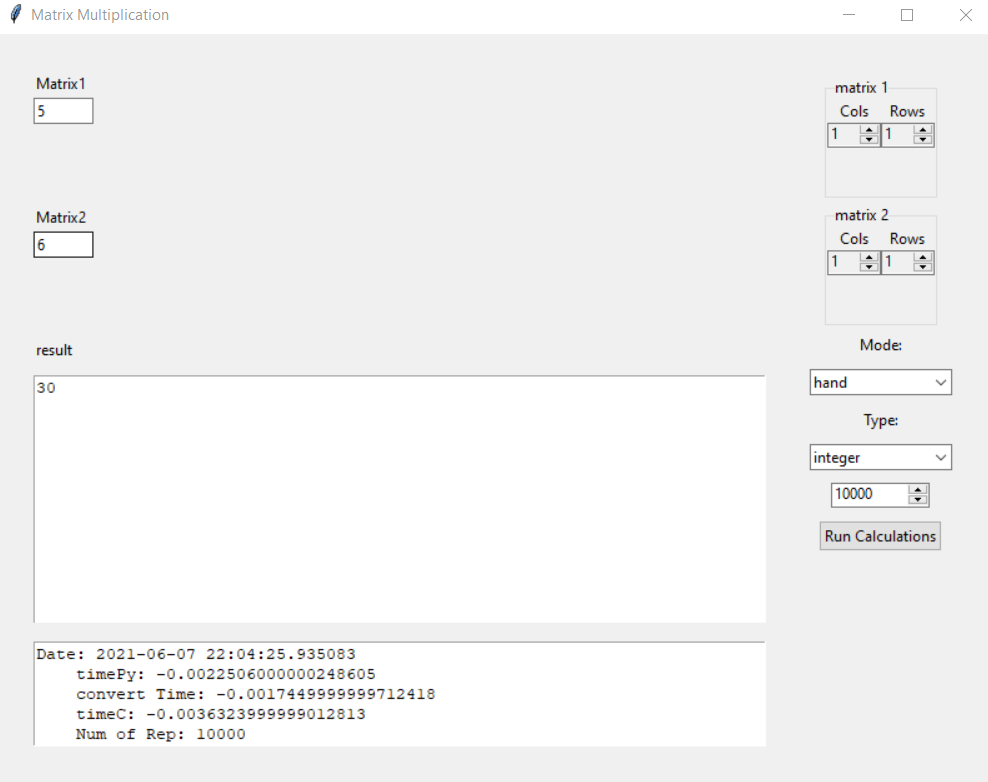 Matrix Multiplication
Matrix1
5
Matrix2
6
result
30
Date: 2021-06-07 22:04:25.935083
timePy: -0.0022506000000248605
convert Time: -0.0017449999999712418
timeC: -0.0036323999999012813
Num of Rep: 10000
matrix 1
Cols Rows
1 1
matrix 2
Cols Rows
1 1
Mode:
hand
Type:
integer
10000
Run Calculations